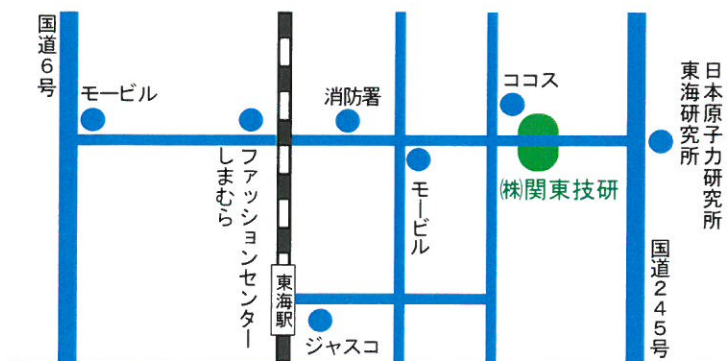 国道6号
モービル
ファッションセンター
しまむら
消防署
ココス
モービル
㈱関東技研
日本原子力研究所
東海研究所
国道245号
東海駅
ジャスコ